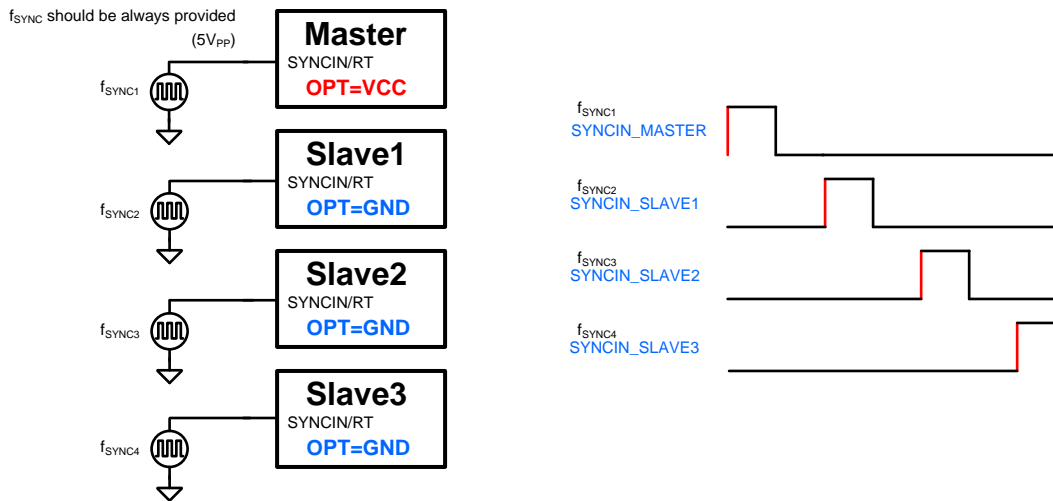 fSYNC should be always provided
(5VPP)
Master
SYNCIN/RT
OPT=VCC
fSYNC1
Slave1
SYNCIN/RT
OPT=GND
fSYNC2
Slave2
SYNCIN/RT
OPT=GND
fSYNC3
Slave3
SYNCIN/RT
OPT=GND
fSYNC4
fSYNC1
SYNCIN_MASTER
fSYNC2
SYNCIN_SLAVE1
fSYNC3
SYNCIN_SLAVE2
fSYNC4
SYNCIN_SLAVE3